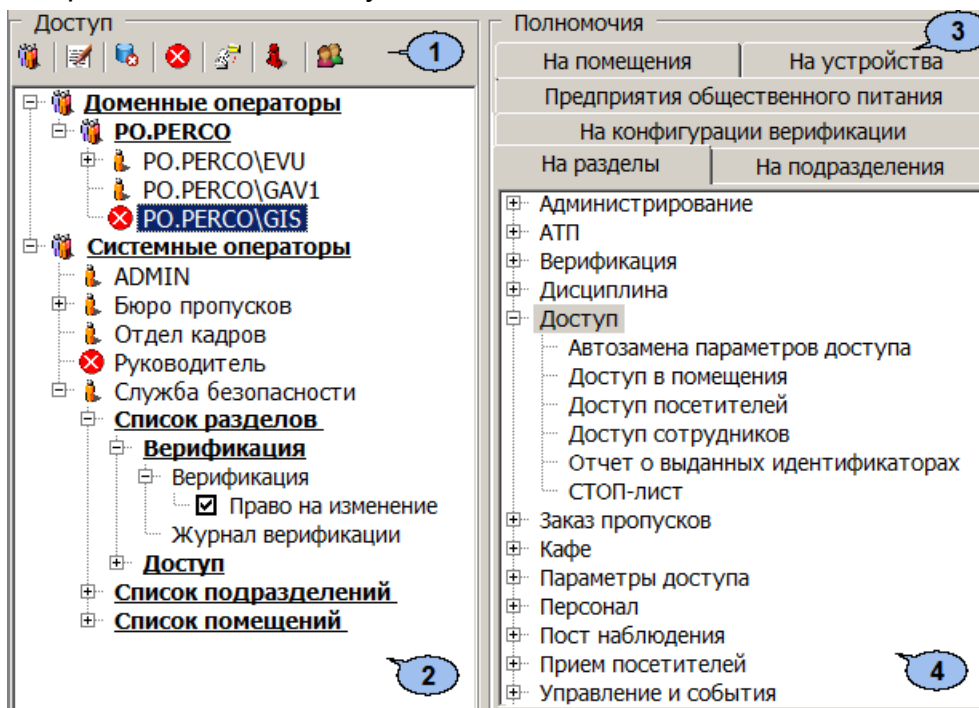 Доступ
1
Доменные операторы
PO.PERCO
PO.PERCO\EVU
PO.PERCO\GAV1
PO.PERCO\GIS
Системные операторы
ADMIN
Бюро пропусков
Отдел кадров
Руководитель
Служба безопасности
Список разделов
Верификация
Верификация
Право на изменение
Журнал верификации
Доступ
Список подразделений
Список помещений
2
Полномочия
3
На помещения
На устройства
Предприятия общественного питания
На конфигурации верификации
На разделы
На подразделения
Администрирование
АТП
Верификация
Дисциплина
Доступ
Автозамена параметров доступа
Доступ в помещения
Доступ посетителей
Доступ сотрудников
Отчет о выданных идентификаторах
СТОП-лист
Заказ пропусков
Кафе
Параметры доступа
Персонал
Пост наблюдения
Прием посетителей
Управление и события
4